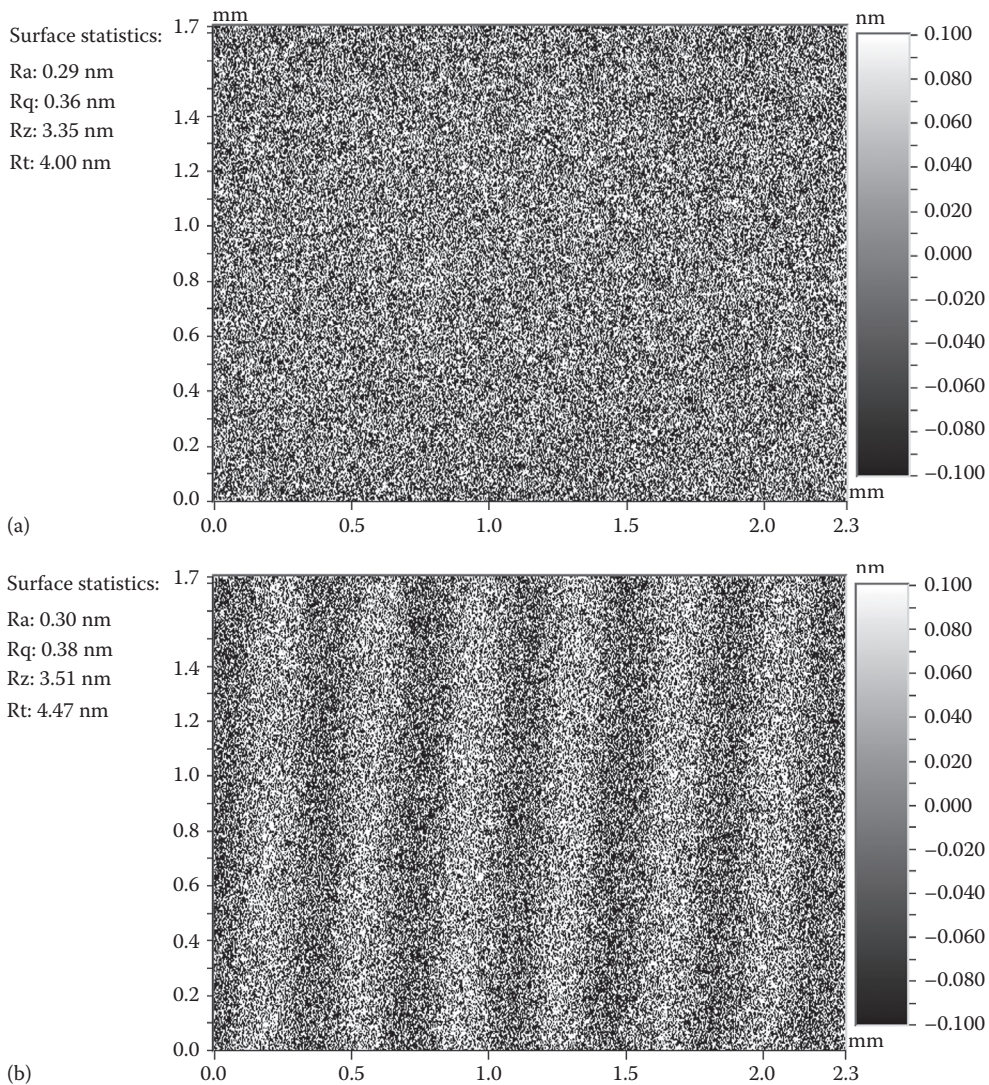 Surface statistics:
Ra: 0.29 nm
Rq: 0.36 nm
Rz: 3.35 nm
Rt: 4.00 nm
mm
1.7
1.4
1.2
1.0
0.8
0.6
0.4
0.2
0.0
0.0 0.5 1.0 1.5 2.0 2.3
mm
nm
0.100
0.080
0.060
0.040
0.020
0.000
–0.020
–0.040
–0.060
–0.080
–0.100
(a)
Surface statistics:
Ra: 0.30 nm
Rq: 0.38 nm
Rz: 3.51 nm
Rt: 4.47 nm
1.7
1.4
1.2
1.0
0.8
0.6
0.4
0.2
0.0
0.0 0.5 1.0 1.5 2.0 2.3
mm
nm
0.100
0.080
0.060
0.040
0.020
0.000
–0.020
–0.040
–0.060
–0.080
–0.100
(b)